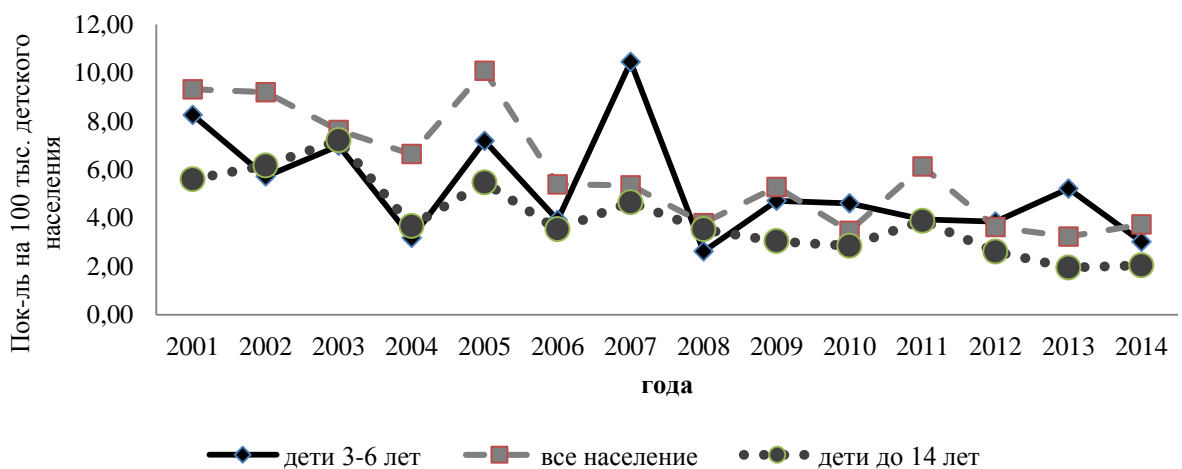 Пок-ль на 100 тыс. детского
населения
12,00
10,00
8,00
6,00
4,00
2,00
0,00
2001 2002 2003 2004 2005 2006 2007 2008 2009 2010 2011 2012 2013 2014
года
дети 3-6 лет все население дети до 14 лет